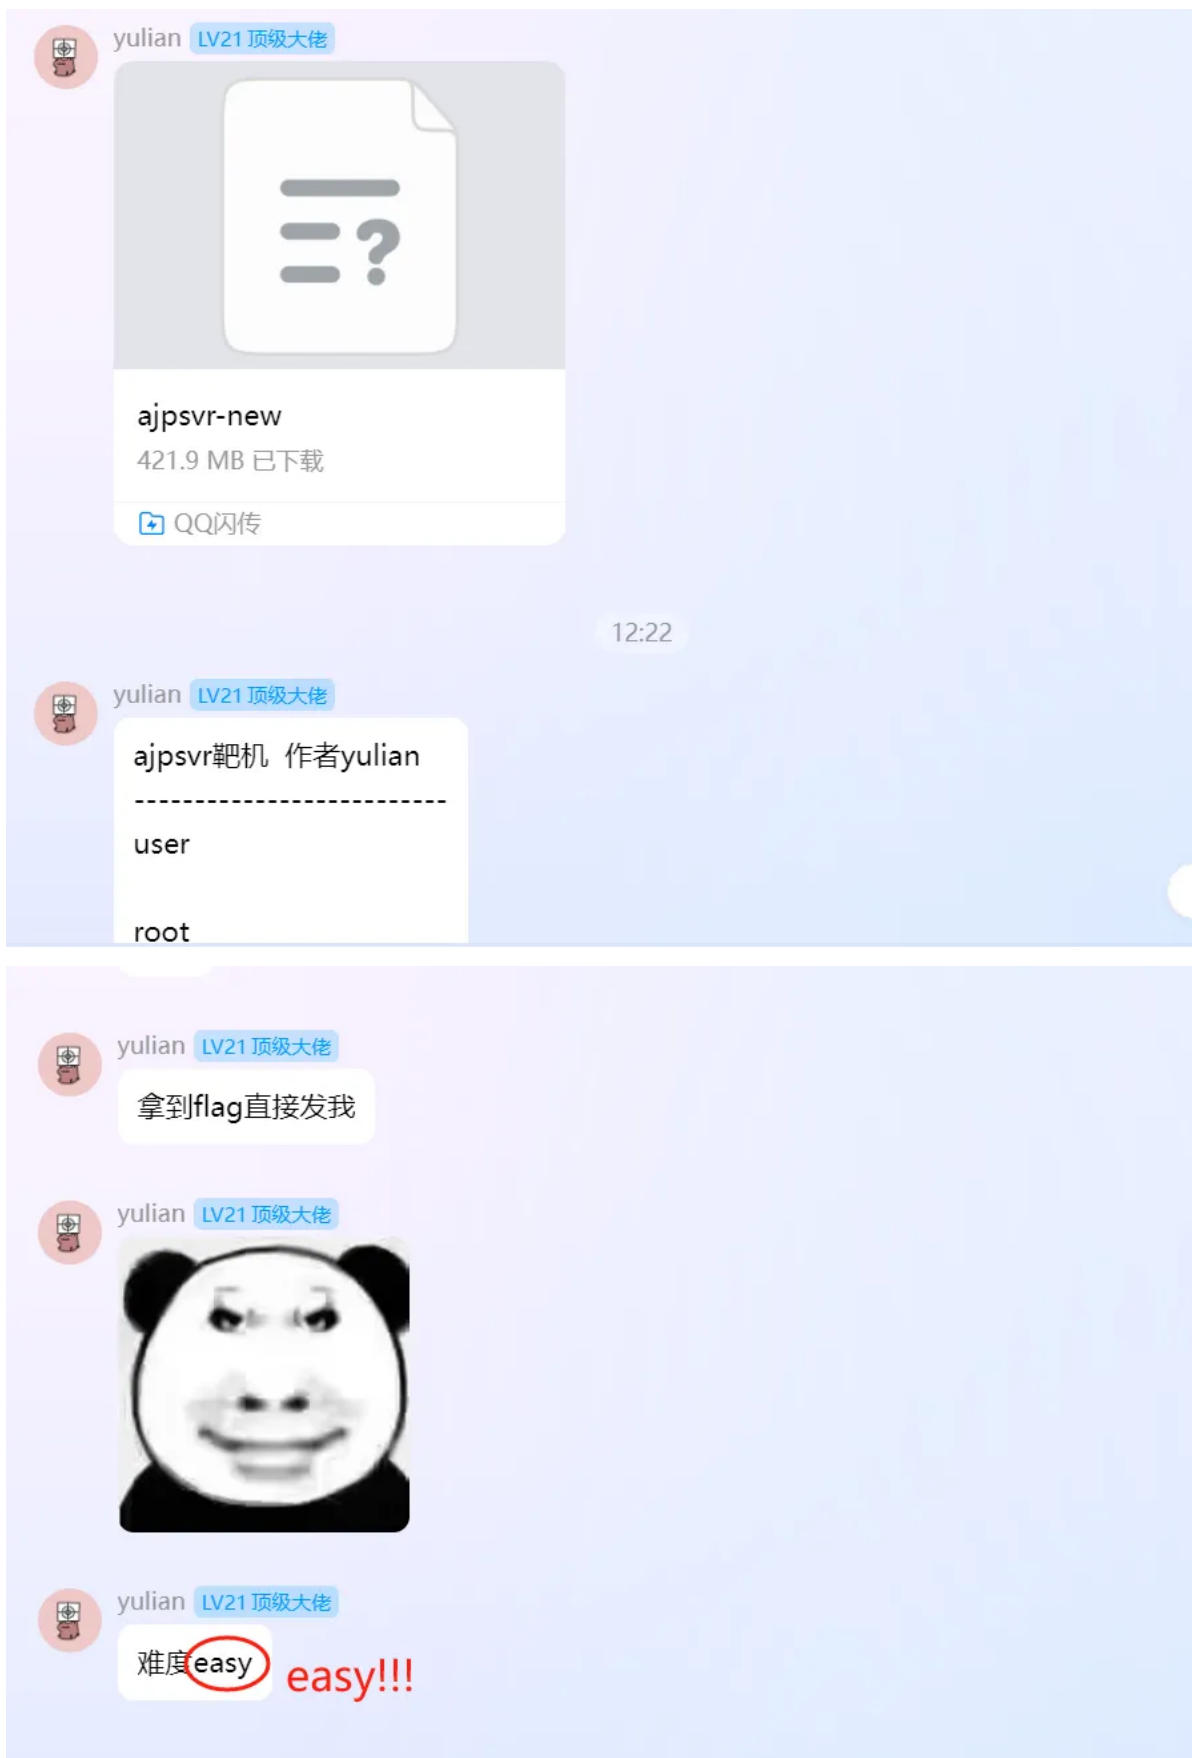 yulian LV21 顶级大佬
ajpsvr-new
421.9 MB 已下载
QQ闪传
12:22
yulian LV21 顶级大佬
ajpsvr靶机 作者yulian
--------------------------
user
root
yulian LV21 顶级大佬
拿到flag直接发我
yulian LV21 顶级大佬
yulian LV21 顶级大佬
难度easy easy!!!